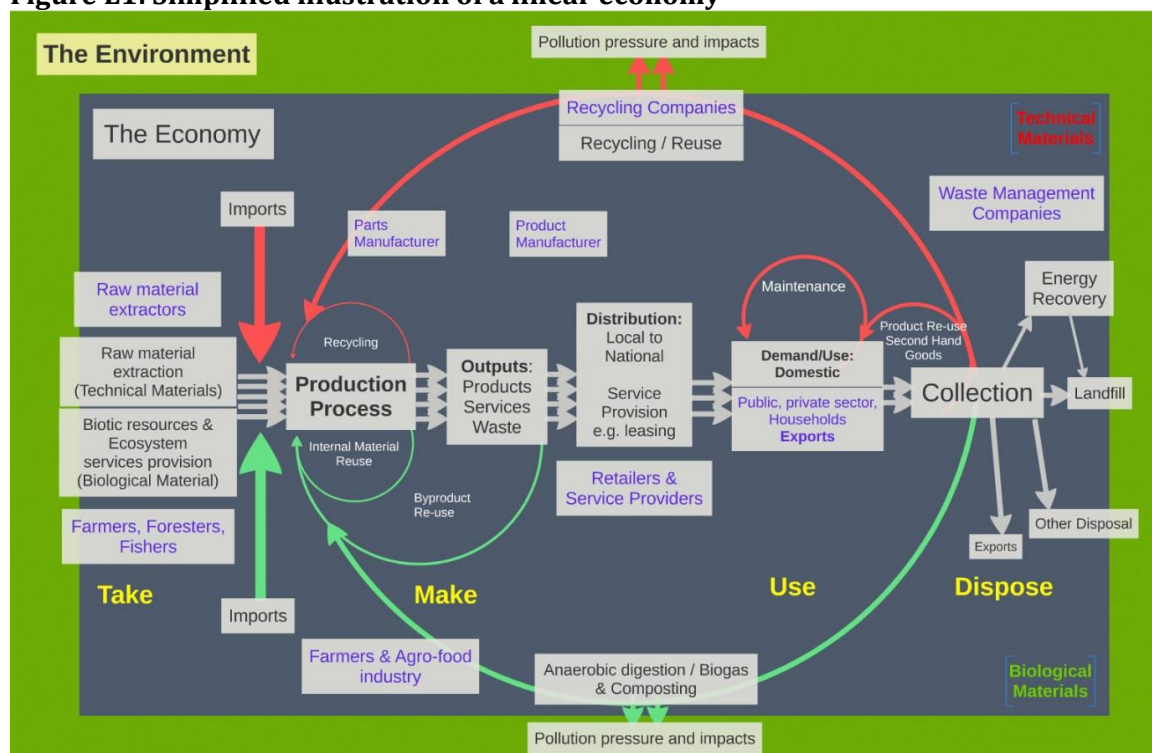 Figure E1: Simplified illustration of a linear economy
The Environment
Pollution pressure and impacts
The Economy
Recycling Companies
Recycling / Reuse
Technical
Materials
Imports
Parts
Manufacturer
Product
Manufacturer
Waste Management
Companies
Raw material
extractors
Energy
Recovery
Maintenance
Distribution:
Local to
National
Service
Provision
e.g. leasing
Product Re-use
Second Hand
Goods
Recycling
Raw material
extraction
(Technical Materials)
Production
Process
Outputs:
Products
Services
Waste
Demand/Use:
Domestic
Public, private sector,
Households
Exports
Collection
Landfill
Biotic resources &
Ecosystem
services provision
(Biological Material)
Internal Material
Reuse
Byproduct
Re-use
Retailers &
Service Providers
Farmers, Foresters,
Fishers
Exports
Other Disposal
Take
Make
Use
Dispose
Imports
Farmers & Agro-food
industry
Anaerobic digestion / Biogas
& Composting
Biological
Materials
Pollution pressure and impacts